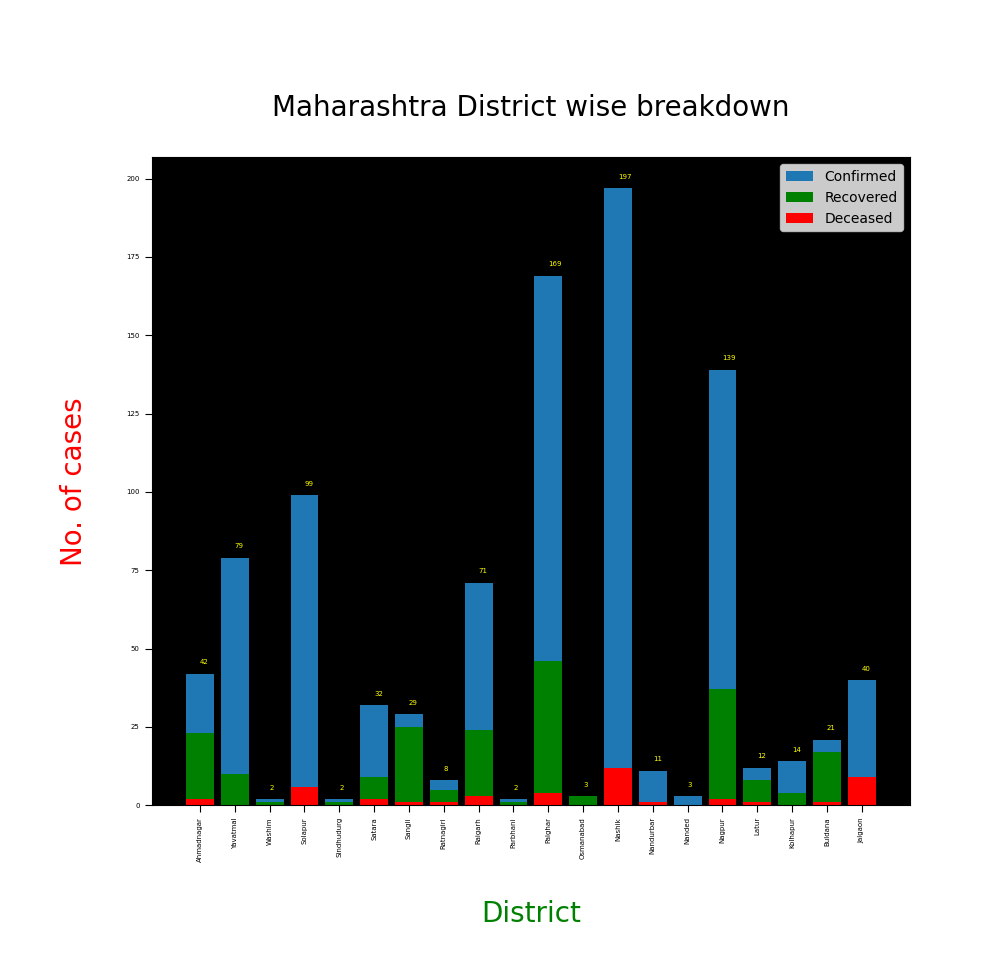 Maharashtra District wise breakdown
Confirmed
Recovered
Deceased
No. of cases
200
175
150
125
100
75
50
25
0
42
79
2
99
2
32
29
8
71
2
169
3
197
11
3
139
12
14
21
40
Ahmadnagar
Yavatmal
Washim
Solapur
Sindhudurg
Satara
Sangli
Ratnagiri
Raigarh
Parbhani
Palghar
Osmanabad
Nashik
Nandurbar
Nanded
Nagpur
Latur
Kolhapur
Buldana
Jalgaon
District